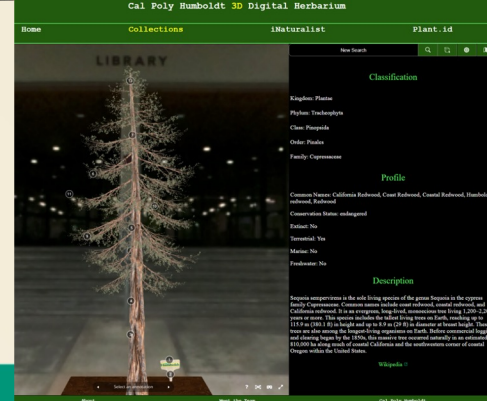 Cal Poly Humboldt 3D Digital Herbarium
Home Collections iNaturalist Plant.id
New Search
LIBRARY
Classification
Kingdom: Plantae
Phylum: Tracheophyta
Class: Pinopsida
Order: Pinales
Family: Cupressaceae
Profile
Common Names: California Redwood, Coast Redwood, Coastal Redwood, Humboldt
redwood, Redwood
Conservation Status: endangered
Extinct: No
Terrestrial: Yes
Marine: No
Freshwater: No
Description
Sequoia sempervirens is the sole living species of the genus Sequoia in the cypress
family Cupressaceae. Common names include coast redwood, coastal redwood, and
California redwood. It is an evergreen, long-lived, monoecious tree living 1,200–2,200
years or more. This species includes the tallest living trees on Earth, reaching up to
115.9 m (380.1 ft) in height and up to 8.9 m (29 ft) in diameter at breast height. These
trees are also among the longest-living organisms on Earth. Before commercial logging
and clearing began by the 1850s, this massive tree occurred naturally in an estimated
810,000 ha along much of coastal California and the southwestern corner of coastal
Oregon within the United States.
Wikipedia
Select an annotation
About Meet the Team Cal Poly Humboldt